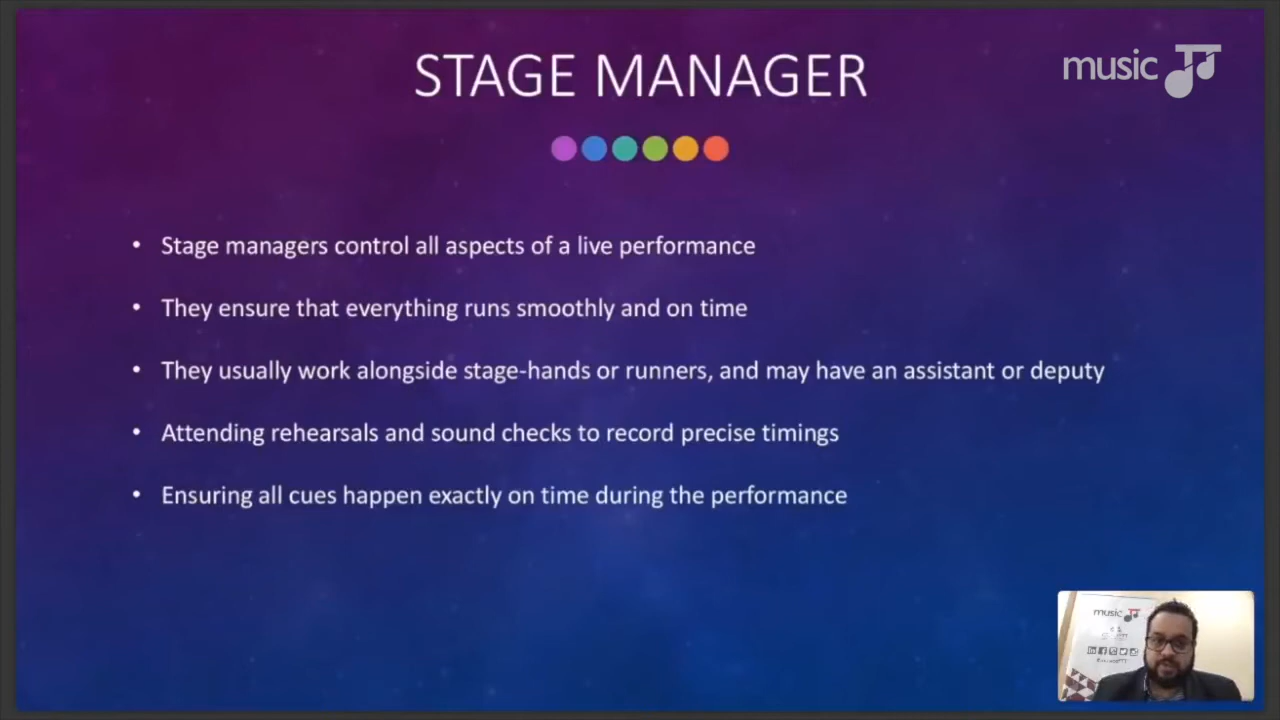 STAGE MANAGER
music TT
• Stage managers control all aspects of a live performance
• They ensure that everything runs smoothly and on time
• They usually work alongside stage-hands or runners, and may have an assistant or deputy
• Attending rehearsals and sound checks to record precise timings
• Ensuring all cues happen exactly on time during the performance
music TT